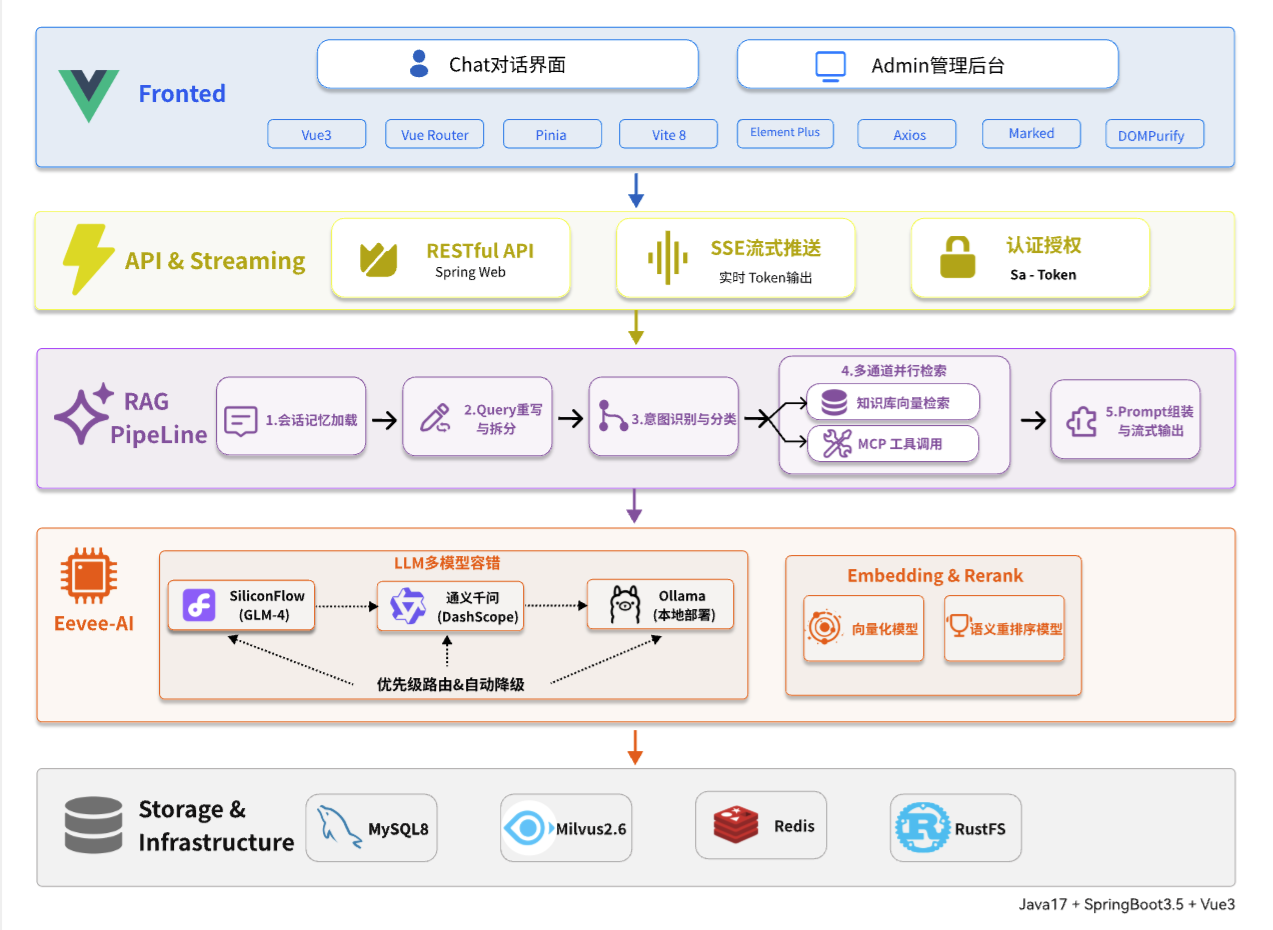 Chat对话界面
Admin管理后台
Fronted
Vue3
Vue Router
Pinia
Vite 8
Element Plus
Axios
Marked
DOMPurify
API & Streaming
RESTful API
Spring Web
SSE流式推送
实时 Token输出
认证授权
Sa - Token
RAG
PipeLine
1.会话记忆加载
2.Query重写
与拆分
3.意图识别与分类
4.多通道并行检索
知识库向量检索
MCP 工具调用
5.Prompt组装
与流式输出
Eevee-AI
LLM多模型容错
SiliconFlow
(GLM-4)
通义千问
(DashScope)
Ollama
(本地部署)
优先级路由&自动降级
Embedding & Rerank
向量化模型
语义重排序模型
Storage &
Infrastructure
MySQL8
Milvus2.6
Redis
RustFS
Java17 + SpringBoot3.5 + Vue3